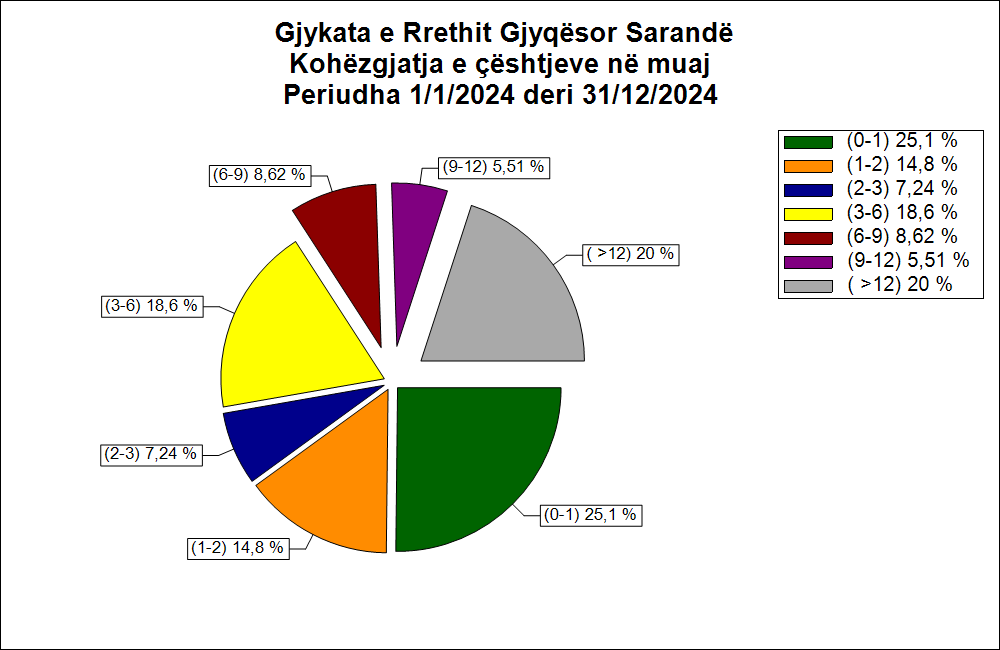 Gjykata e Rrethit Gjyqësor Sarandë
Kohëzgjatja e çështjeve në muaj
Periudha 1/1/2024 deri 31/12/2024
(0-1) 25,1 %
(1-2) 14,8 %
(2-3) 7,24 %
(3-6) 18,6 %
(6-9) 8,62 %
(9-12) 5,51 %
( >12) 20 %
(6-9) 8,62 %
(9-12) 5,51 %
( >12) 20 %
(3-6) 18,6 %
(2-3) 7,24 %
(0-1) 25,1 %
(1-2) 14,8 %